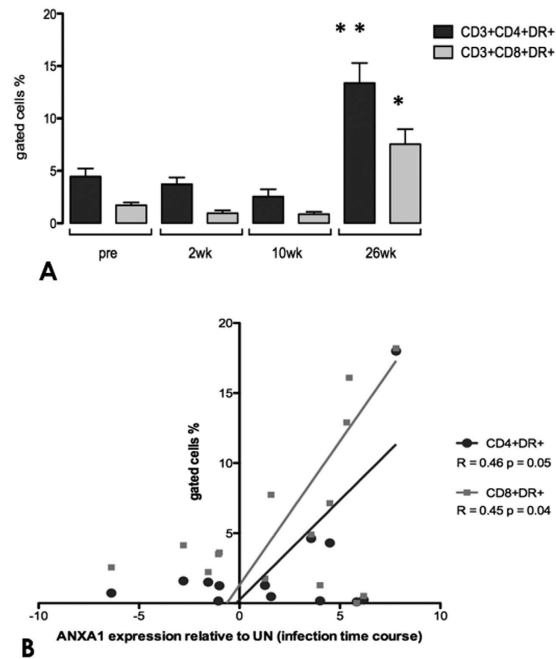 A
gated cells %
20
15
10
5
0
* *
*
pre
2wk
10wk
26wk
CD3+CD4+DR+
CD3+CD8+DR+
B
gated cells %
20
15
10
5
-10
-5
0
5
10
ANXA1 expression relative to UN (infection time course)
CD4+DR+
R = 0.46 p = 0.05
CD8+DR+
R = 0.45 p = 0.04